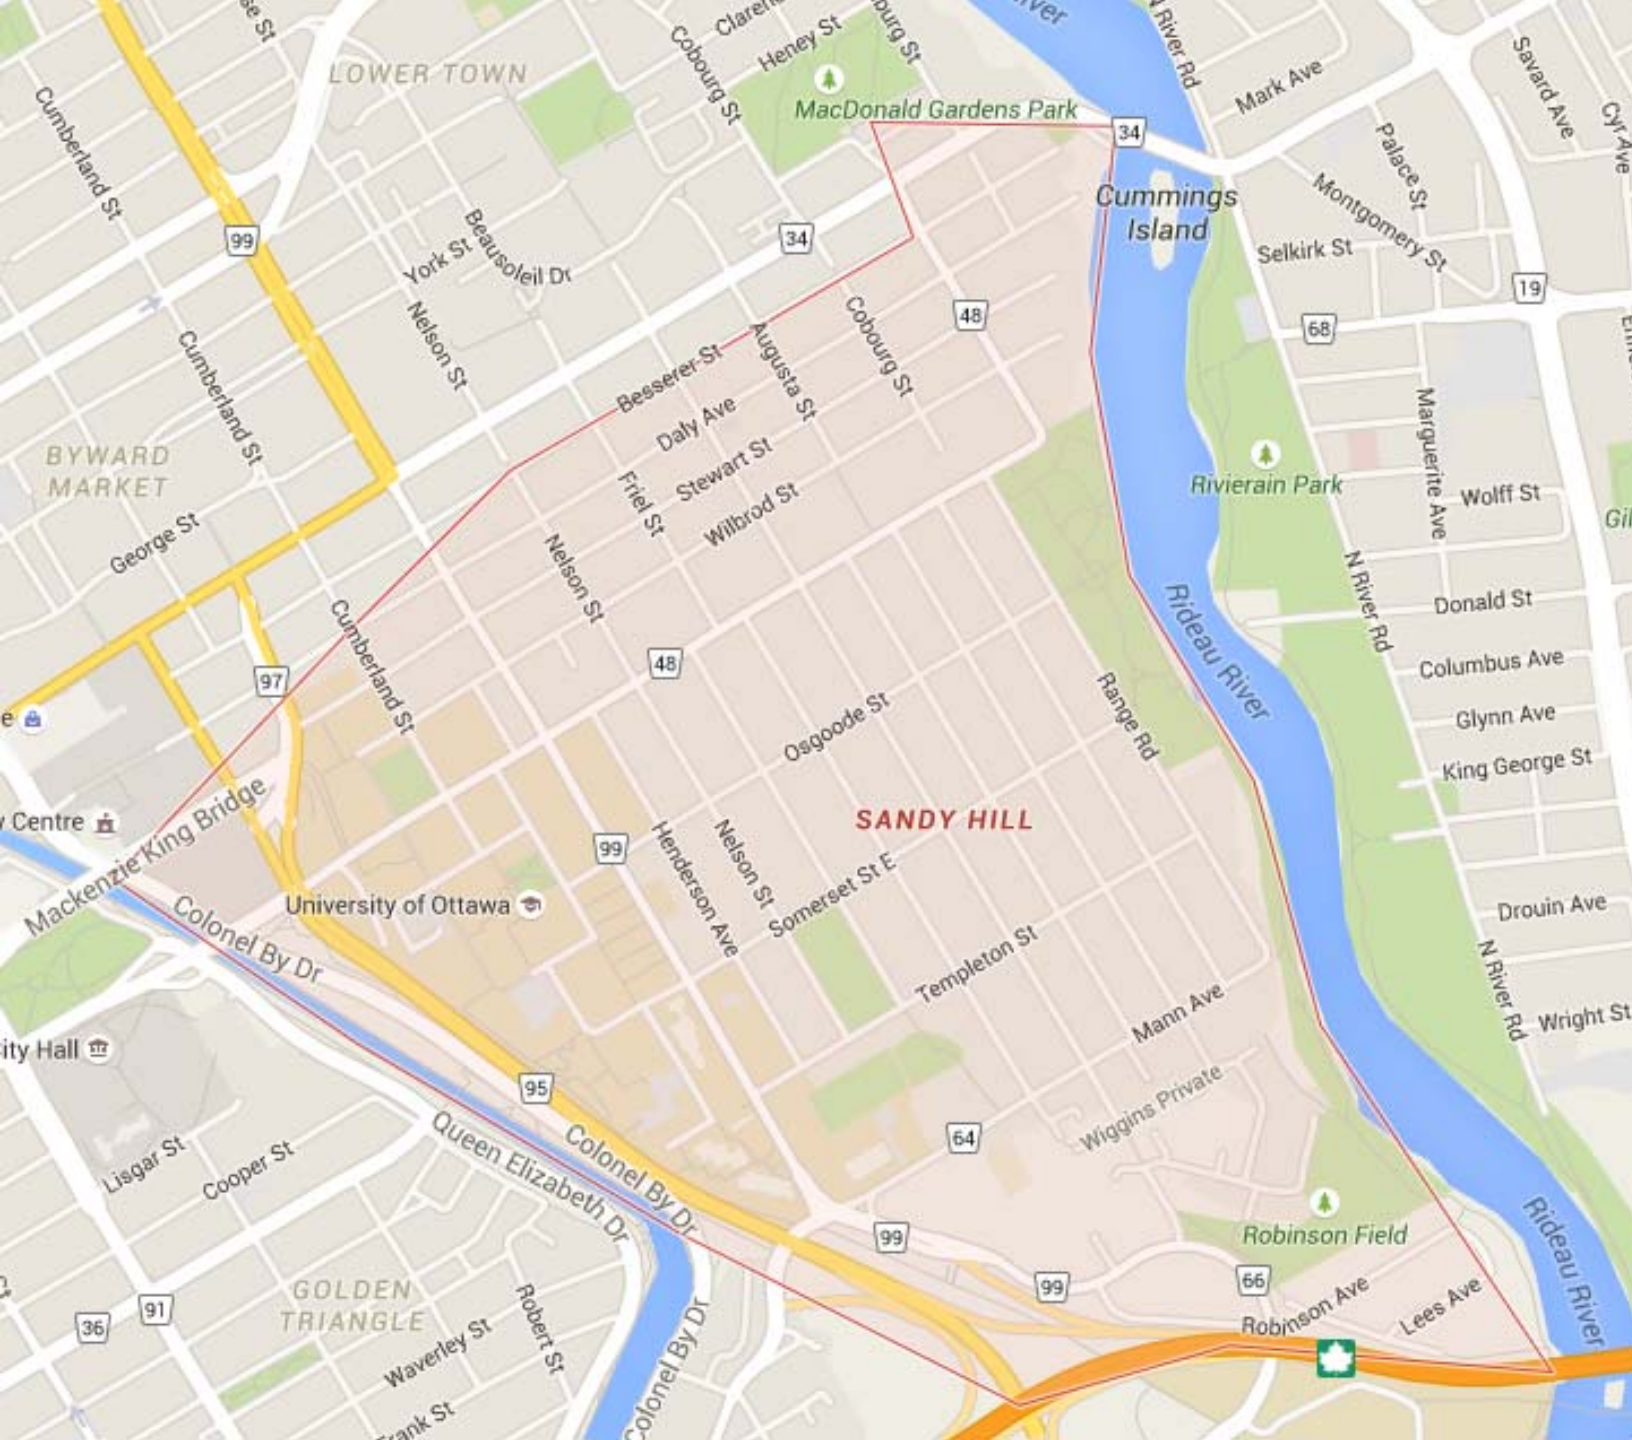 Clarence
Heney St
Cobourg St
LOWER TOWN
MacDonald Gardens Park
N River Rd
Mark Ave
Savard Ave
Cyr Ave
Palace St
Montgomery St
34
Cummings
Island
Selkirk St
19
68
Cumberland St
99
York St
Beausoleil Dr
34
48
Nelson St
Cobourg St
Augusta St
Besserer St
Daly Ave
Stewart St
Wilbrod St
Friel St
Cumberland St
BYWARD
MARKET
George St
Nelson St
Rivierain Park
Marguerite Ave
Wolff St
N River Rd
Donald St
Columbus Ave
Glynn Ave
King George St
Rideau River
Cumberland St
97
48
Osgoode St
Range Rd
SANDY HILL
99
Henderson Ave
Nelson St
Somerset St E
Mackenzie King Bridge
Centre
University of Ottawa
Colonel By Dr
Templeton St
Mann Ave
Drouin Ave
N River Rd
Wright St
City Hall
95
Wiggins Private
64
Lisgar St
Cooper St
Queen Elizabeth Dr
Colonel By Dr
Robinson Field
99
99
66
Robinson Ave
Lees Ave
Rideau River
GOLDEN
TRIANGLE
91
36
Waverley St
Robert St
Frank St
Colonel By Dr